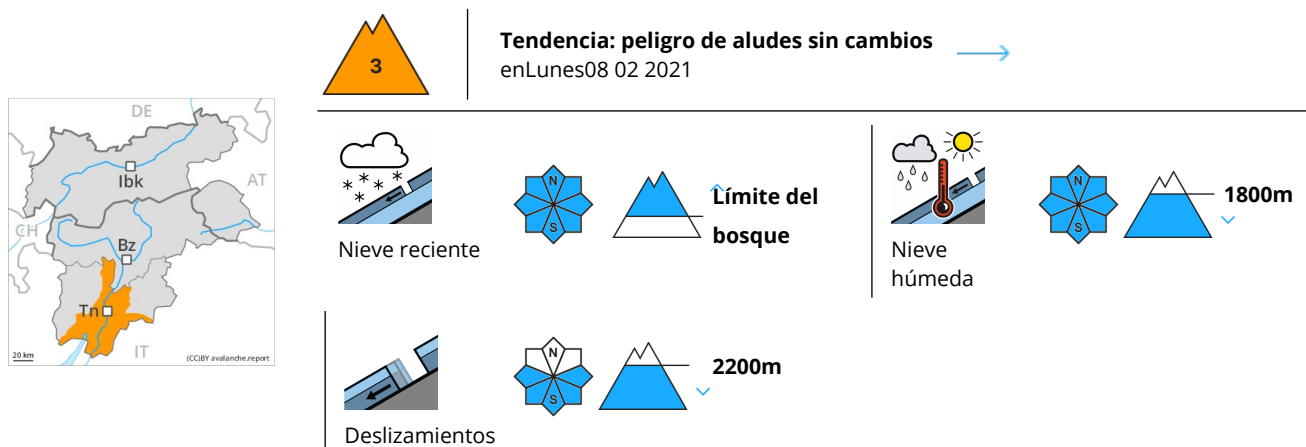 3
Tendencia: peligro de aludes sin cambios
enLunes08 02 2021
DE
Ibk
AT
CH
Bz
Tn
IT
20 km
(CC)BY avalanche.report
Nieve reciente
N
S
Límite del
bosque
Nieve
húmeda
N
S
1800m
Deslizamientos
N
S
2200m